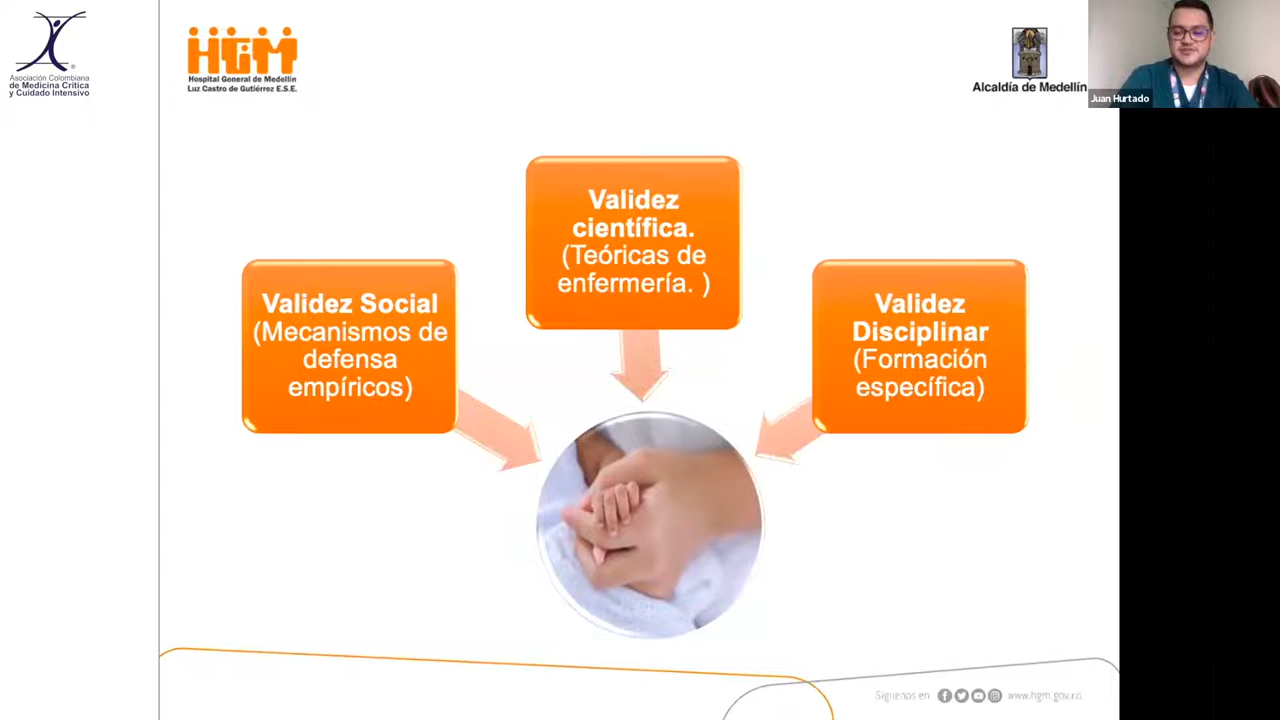 Asociación Colombiana
de Medicina Crítica
y Cuidado Intensivo
HGM
Hospital General de Medellín
Luz Castro de Gutiérrez E.S.E.
Alcaldía de Medellín
Juan Hurtado
Validez
científica.
(Teóricas de
enfermería. )
Validez Social
(Mecanismos de
defensa
empíricos)
Validez
Disciplinar
(Formación
específica)
Síguenos en
www.hgm.gov.co